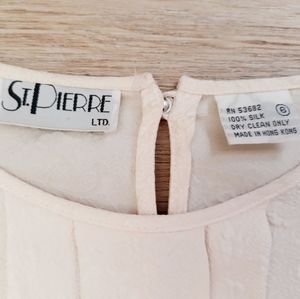 ST. PIERRE
LTD.
RN 53682
100% SILK
6
DRY CLEAN ONLY
MADE IN HONG KONG